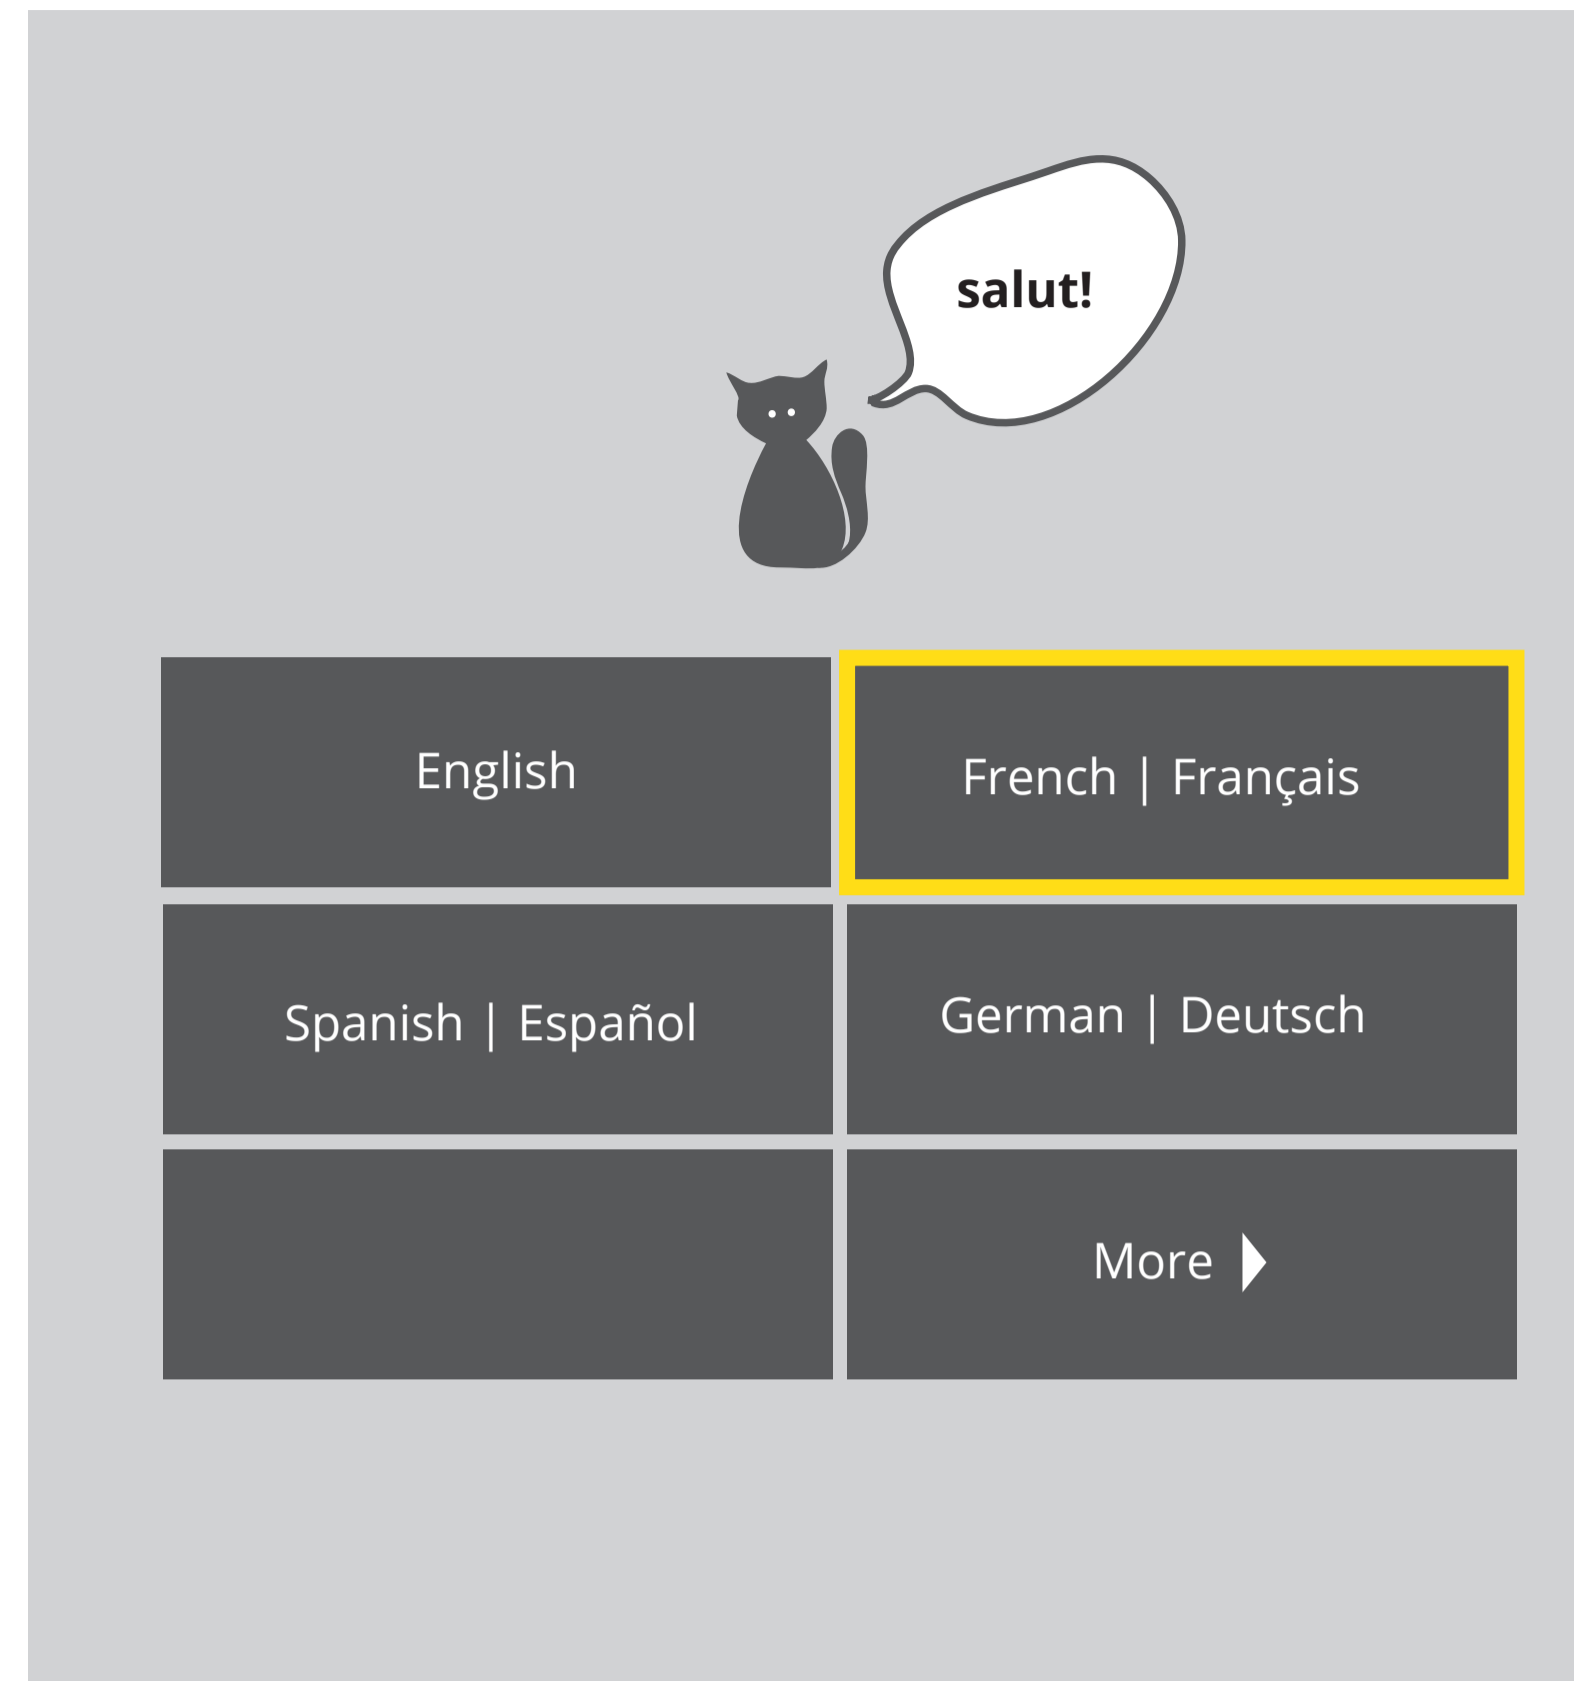 salut!
English
French | Français
Spanish | Español
German | Deutsch
More